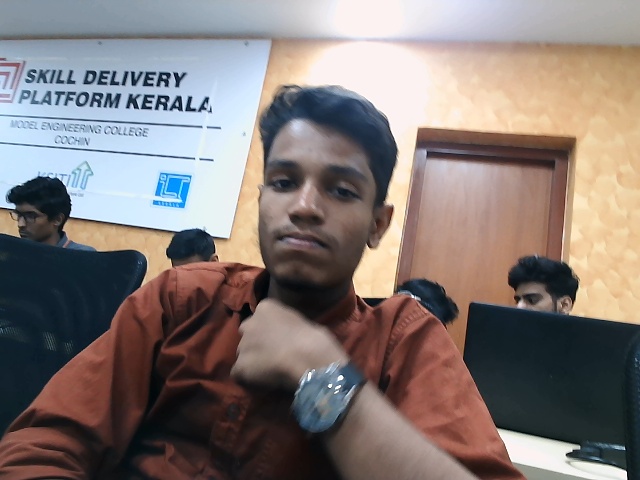 SKILL DELIVERY
PLATFORM KERALA
MODEL ENGINEERING COLLEGE
COCHIN